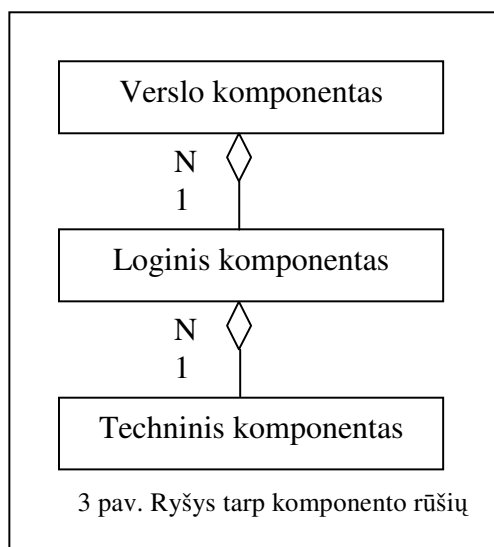 Verslo komponentas
N
1
Loginis komponentas
N
1
Techninis komponentas
3 pav. Ryšys tarp komponento rūšių